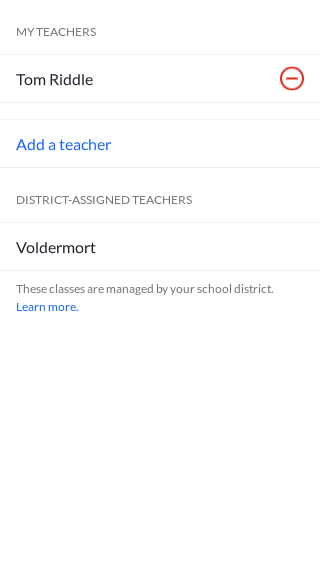 MY TEACHERS
Tom Riddle
Add a teacher
DISTRICT-ASSIGNED TEACHERS
Voldermort
These classes are managed by your school district.
Learn more.